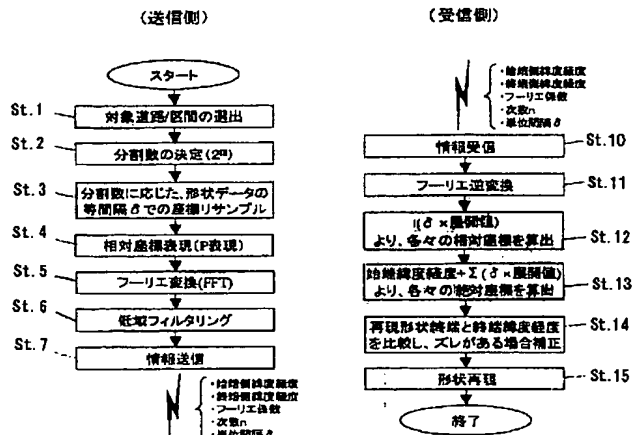 (送信側)
スタート
St.1
対象道路/区間の選出
St.2
分割数の決定(2ⁿ)
St.3
分割数に応じた、形状データの
等間隔δでの座標リサンプル
St.4
相対座標表現(P表現)
St.5
フーリエ変換(FFT)
St.6
低域フィルタリング
St.7
情報送信
・始端側緯度経度
・終端側緯度経度
・フーリエ係数
・次数n
・単位間隔δ
(受信側)
・始端側緯度経度
・終端側緯度経度
・フーリエ係数
・次数n
・単位間隔δ
情報受信
St.10
フーリエ逆変換
St.11
(δ×展開値)
より、各々の相対座標を算出
St.12
始端緯度経度+Σ(δ×展開値)
より、各々の絶対座標を算出
St.13
再現形状終端と終端緯度経度
を比較し、ズレがある場合補正
St.14
形状再現
St.15
終了